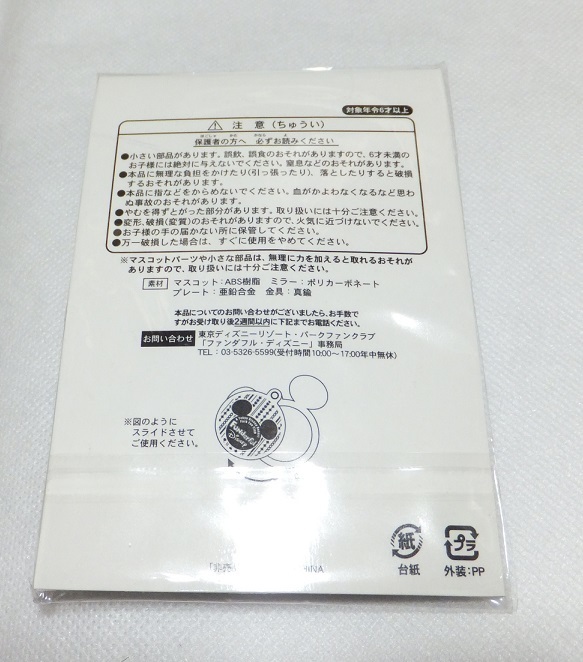 対象年令6才以上
注意(ちゅうい)
保護者の方へ 必ずお読みください
●小さい部品があります。誤飲、誤食のおそれがありますので、6才未満の
お子様には絶対に与えないでください。窒息などのおそれがあります。
●本品に無理な負担をかけたり(引っ張ったり)、落としたりすると破損
するおそれがあります。
●本品に指などをからめないでください。血がかよわなくなるなど思わ
ぬ事故のおそれがあります。
●やむを得ずとがった部分があります。取り扱いには十分ご注意ください。
●変形、破損(変質)のおそれがありますので、火気に近づけないでください。
●お子様の手の届かない所に保管してください。
●万一破損した場合は、すぐに使用をやめてください。
※マスコットパーツや小さな部品は、無理に力を加えると取れるおそれが
ありますので、取り扱いには十分ご注意ください。
素材 マスコット:ABS樹脂 ミラー:ポリカーボネート
プレート:亜鉛合金 金具:真鍮
本品についてのお問い合わせがございましたら、お手数で
すがお受け取り後2週間以内に下記までお電話ください。
お問い合わせ 東京ディズニーリゾート・パークファンクラブ
「ファンダフル・ディズニー」事務局
TEL:03-5326-5599(受付時間10:00〜17:00年中無休)
※図のように
スライドさせて
ご使用ください。
Funderful
Disney
紙
台紙
プラ
外装:PP